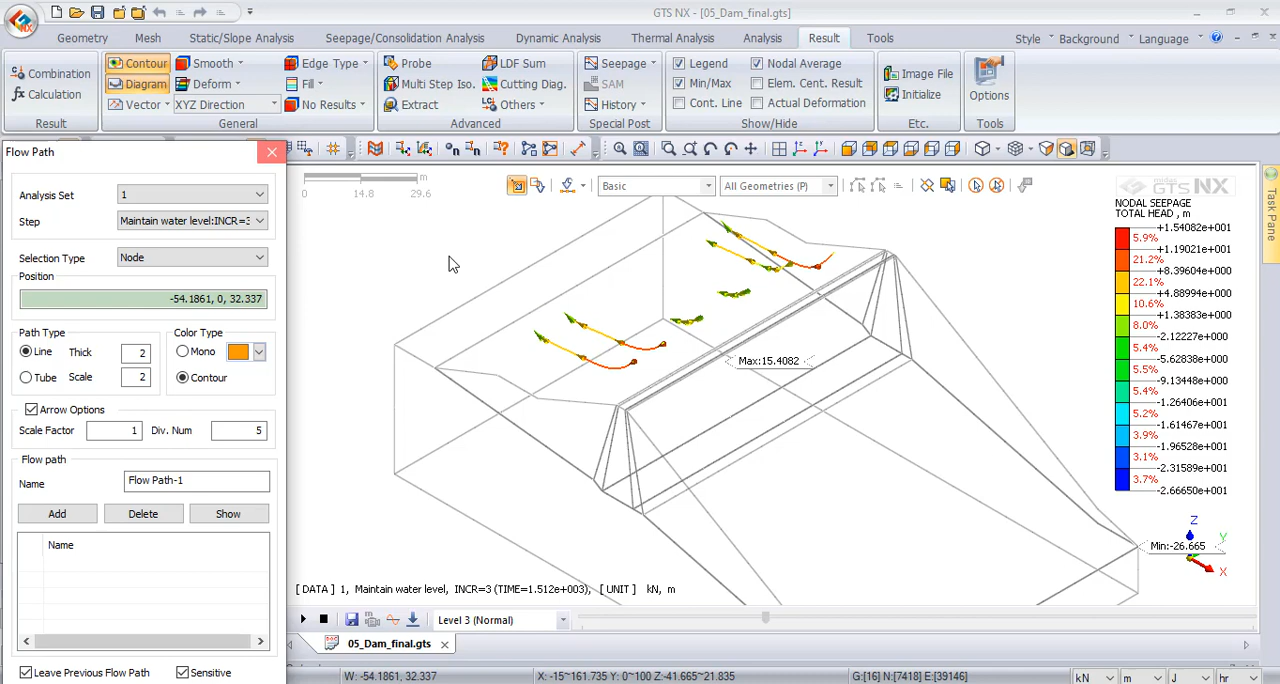 GTS NX - [05_Dam_final.gts]
Geometry Mesh Static/Slope Analysis Seepage/Consolidation Analysis Dynamic Analysis Thermal Analysis Analysis Result Tools Style Background Language
Combination
Calculation
Result
Contour Smooth Edge Type
Diagram Deform Fill
Vector XYZ Direction No Results
General
Probe LDF Sum
Multi Step Iso. Cutting Diag.
Extract Others
Advanced
Seepage
SAM
History
Special Post
Legend Nodal Average
Min/Max Elem. Cent. Result
Cont. Line Actual Deformation
Show/Hide
Image File
Initialize
Etc.
Options
Tools
Flow Path
Analysis Set 1
Step Maintain water level:INCR=3
Selection Type Node
Position
-54.1861, 0, 32.337
Path Type Color Type
Line Thick 2 Mono
Tube Scale 2 Contour
Arrow Options
Scale Factor 1 Div. Num 5
Flow path
Name Flow Path-1
Add Delete Show
Name
Leave Previous Flow Path Sensitive
m
0 14.8 29.6
Basic All Geometries (P)
midas
GTS NX
Task Pane
NODAL SEEPAGE
TOTAL HEAD , m
+1.54082e+001
5.9%
+1.19021e+001
21.2%
+8.39604e+000
22.1%
+4.88994e+000
10.6%
+1.38383e+000
8.0%
-2.12227e+000
5.4%
-5.62838e+000
5.5%
-9.13448e+000
5.4%
-1.26406e+001
5.2%
-1.61467e+001
3.9%
-1.96528e+001
3.1%
-2.31589e+001
3.7%
-2.66650e+001
Max:15.4082
Min:-26.665
Z
Y
X
[ DATA ] 1, Maintain water level, INCR=3 (TIME=1.512e+003), [ UNIT ] kN, m
Level 3 (Normal)
05_Dam_final.gts
W: -54.1861, 32.337 X: -15~161.735 Y: 0~100 Z:-41.665~21.835 G:[16] N:[7418] E:[39146] kN m J hr